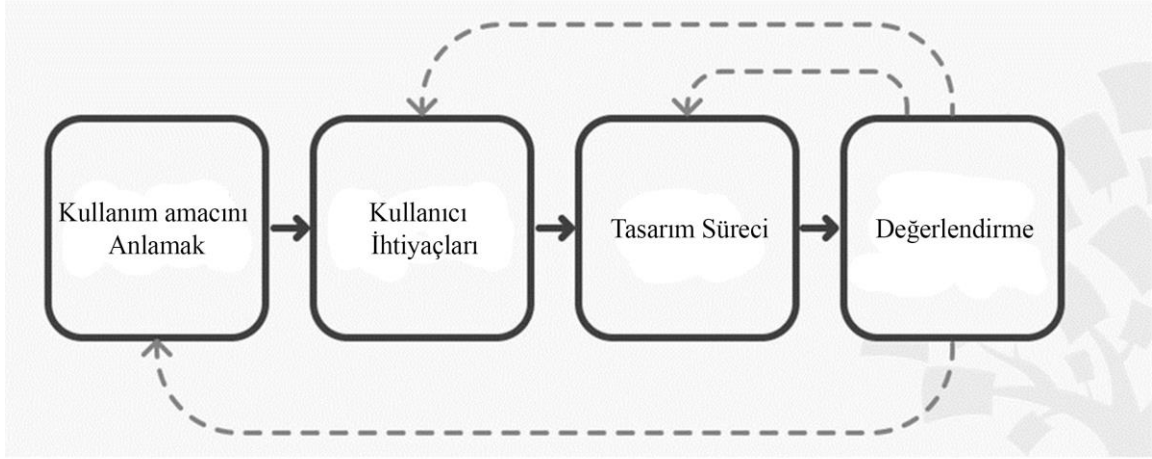 Kullanım amacını
Anlamak
Kullanıcı
İhtiyaçları
Tasarım Süreci
Değerlendirme